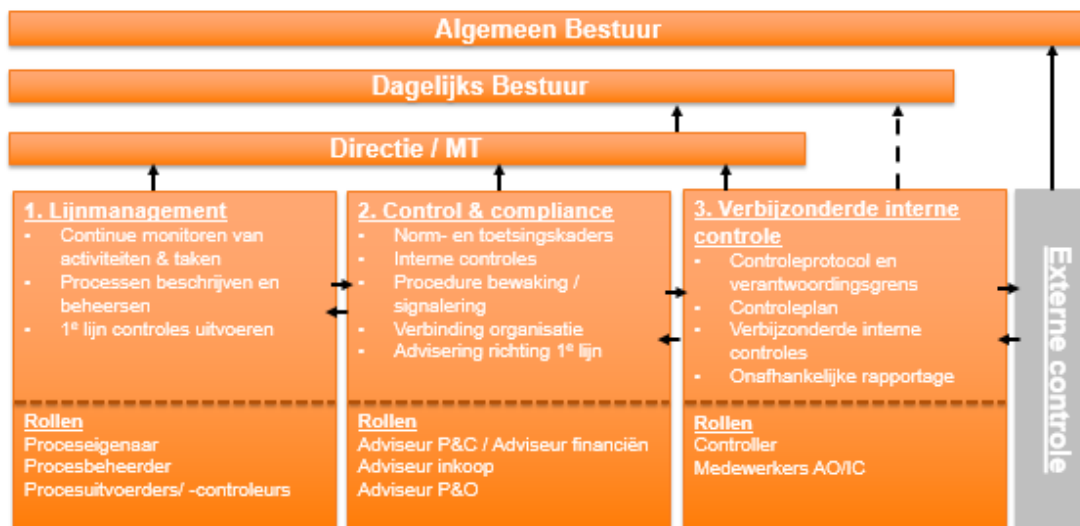 Algemeen Bestuur
Dagelijks Bestuur
Directie / MT
1. Lijnmanagement
- Continue monitoren van
activiteiten & taken
- Processen beschrijven en
beheersen
- 1e lijn controles uitvoeren
Rollen
Proceseigenaar
Procesbeheerder
Procesuitvoerders/ -controleurs
2. Control & compliance
- Norm- en toetsingskaders
- Interne controles
- Procedure bewaking /
signalering
- Verbinding organisatie
- Advisering richting 1e lijn
Rollen
Adviseur P&C / Adviseur financiën
Adviseur inkoop
Adviseur P&O
3. Verbijzonderde interne
controle
- Controleprotocol en
verantwoordingsgrens
- Controleplan
- Verbijzonderde interne
controles
- Onafhankelijke rapportage
Rollen
Controller
Medewerkers AO/IC
Externe controle